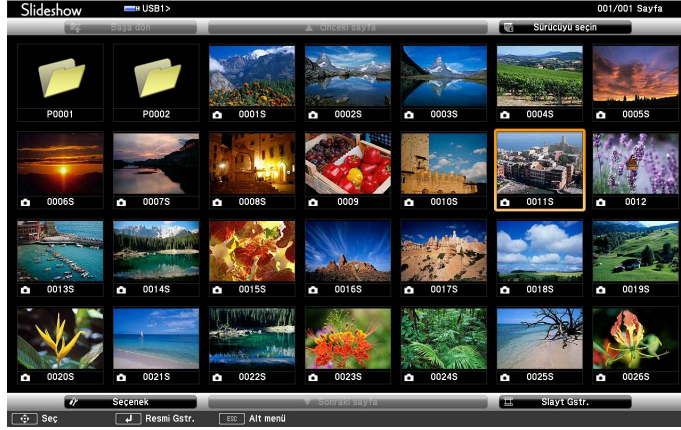 Slideshow USB1> 001/001 Sayfa
Başa dön Önceki sayfa Sürücüyü seçin
P0001 P0002 0001S 0002S 0003S 0004S 0005S
0006S 0007S 0008S 0009 0010S 0011S 0012
0013S 0014S 0015S 0016S 0017S 0018S 0019S
0020S 0021S 0022S 0023S 0024S 0025S 0026S
Seçenek Sonraki sayfa Slayt Gstr.
Seç Resmi Gstr. ESC Alt menü